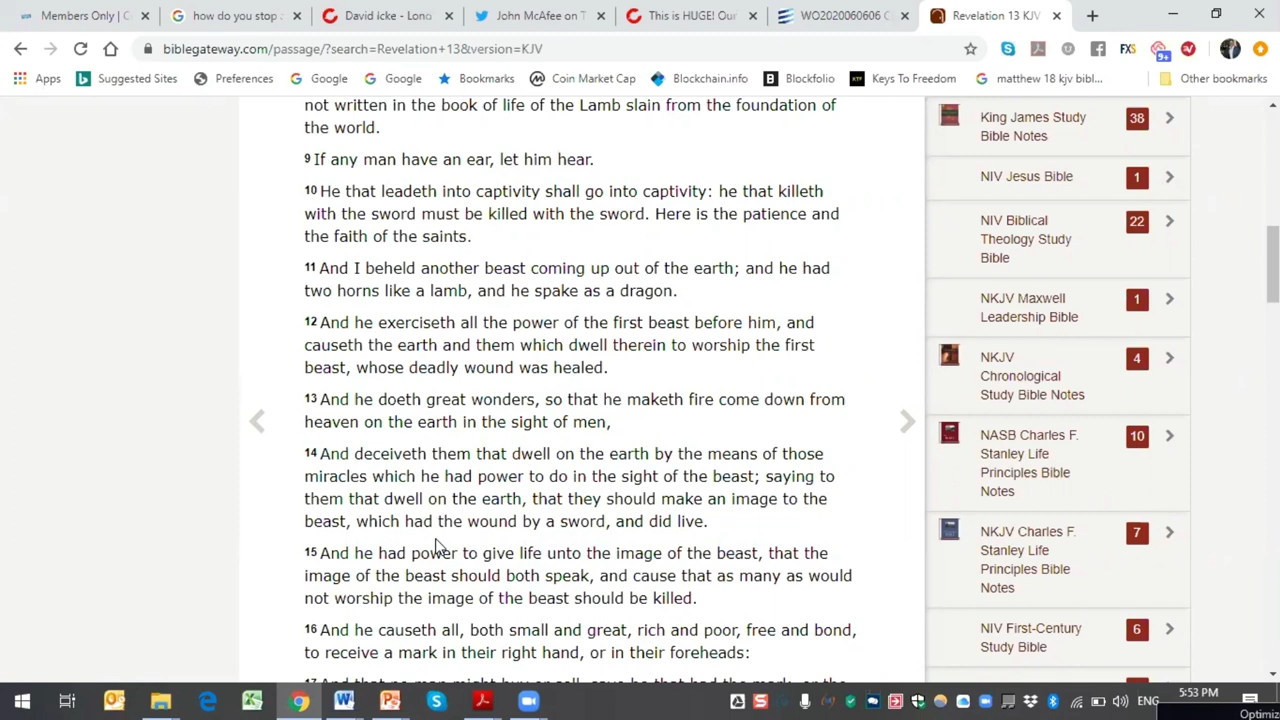 Members Only | C
how do you stop a
David icke - Lond
John McAfee on T
This is HUGE! Our
WO2020060606 C
Revelation 13 KJV
biblegateway.com/passage/?search=Revelation+13&version=KJV
Apps
Suggested Sites
Preferences
Google
Google
Bookmarks
Coin Market Cap
Blockchain.info
Blockfolio
Keys To Freedom
matthew 18 kjv bibl...
Other bookmarks
not written in the book of life of the Lamb slain from the foundation of
the world.
9 If any man have an ear, let him hear.
10 He that leadeth into captivity shall go into captivity: he that killeth
with the sword must be killed with the sword. Here is the patience and
the faith of the saints.
11 And I beheld another beast coming up out of the earth; and he had
two horns like a lamb, and he spake as a dragon.
12 And he exerciseth all the power of the first beast before him, and
causeth the earth and them which dwell therein to worship the first
beast, whose deadly wound was healed.
13 And he doeth great wonders, so that he maketh fire come down from
heaven on the earth in the sight of men,
14 And deceiveth them that dwell on the earth by the means of those
miracles which he had power to do in the sight of the beast; saying to
them that dwell on the earth, that they should make an image to the
beast, which had the wound by a sword, and did live.
15 And he had power to give life unto the image of the beast, that the
image of the beast should both speak, and cause that as many as would
not worship the image of the beast should be killed.
16 And he causeth all, both small and great, rich and poor, free and bond,
to receive a mark in their right hand, or in their foreheads:
17 And that no man might buy or sell, save he that had the mark, or the
King James Study
Bible Notes
38
NIV Jesus Bible
1
NIV Biblical
Theology Study
Bible
22
NKJV Maxwell
Leadership Bible
1
NKJV
Chronological
Study Bible Notes
4
NASB Charles F.
Stanley Life
Principles Bible
Notes
10
NKJV Charles F.
Stanley Life
Principles Bible
Notes
7
NIV First-Century
Study Bible
6
ENG
5:53 PM
Optimiz